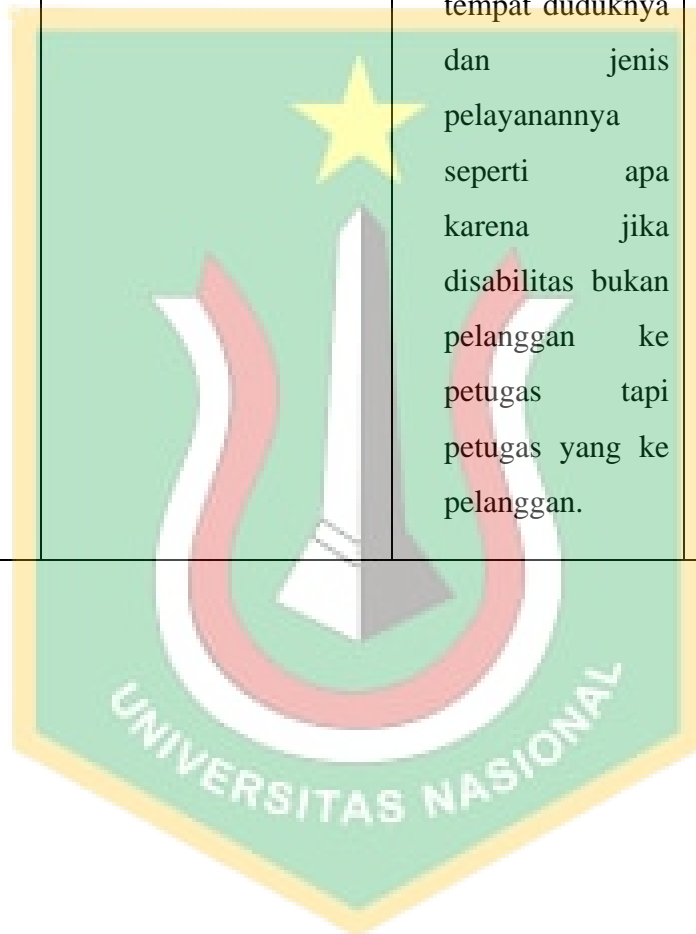 tempat duduknya
dan jenis
pelayanannya
seperti apa
karena jika
disabilitas bukan
pelanggan ke
petugas tapi
petugas yang ke
pelanggan.
UNIVERSITAS NASIONAL